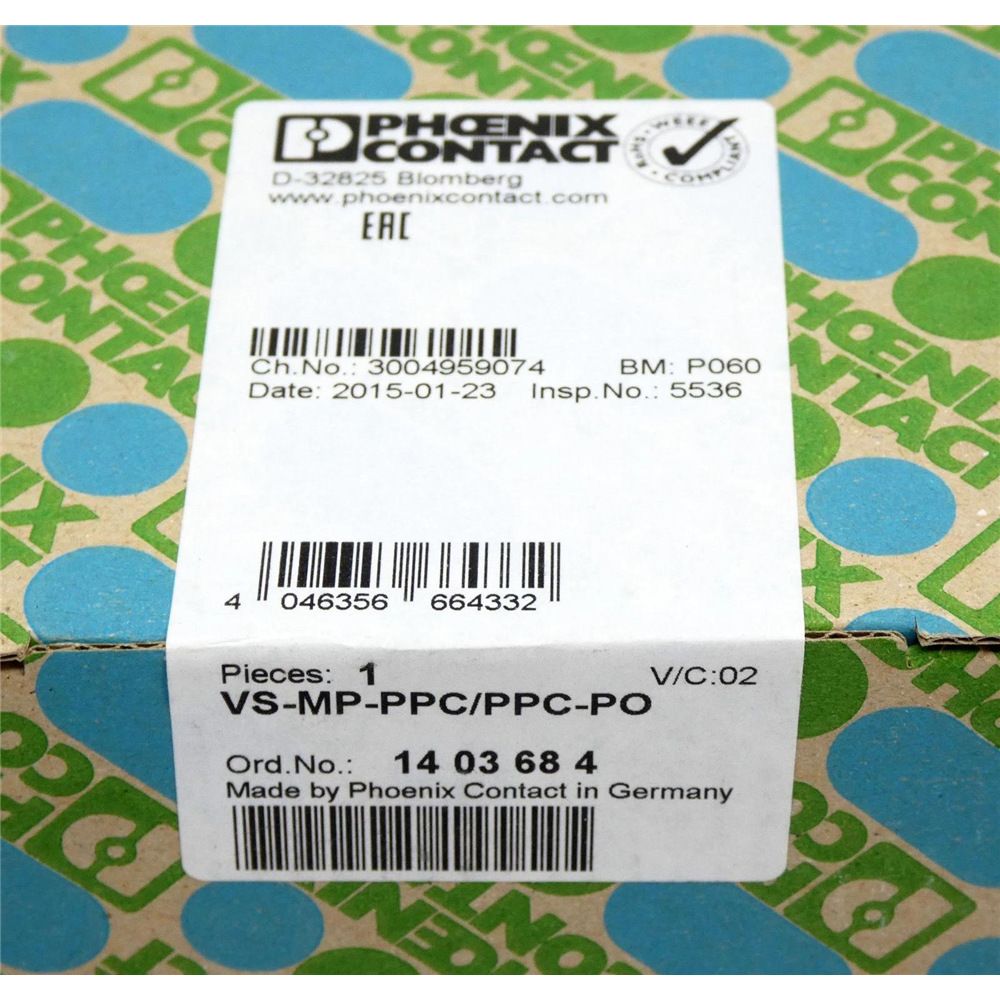 PHŒNIX
CONTACT
WEEE RoHS COMPLIANT
D-32825 Blomberg
www.phoenixcontact.com
EAC
Ch.No.: 3004959074 BM: P060
Date: 2015-01-23 Insp.No.: 5536
4 046356 664332
Pieces: 1 V/C:02
VS-MP-PPC/PPC-PO
Ord.No.: 14 03 68 4
Made by Phoenix Contact in Germany